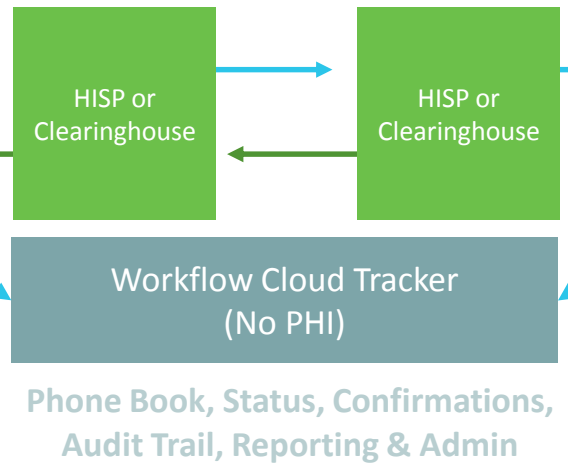 HISP or
Clearinghouse
HISP or
Clearinghouse
Workflow Cloud Tracker
(No PHI)
Phone Book, Status, Confirmations,
Audit Trail, Reporting & Admin